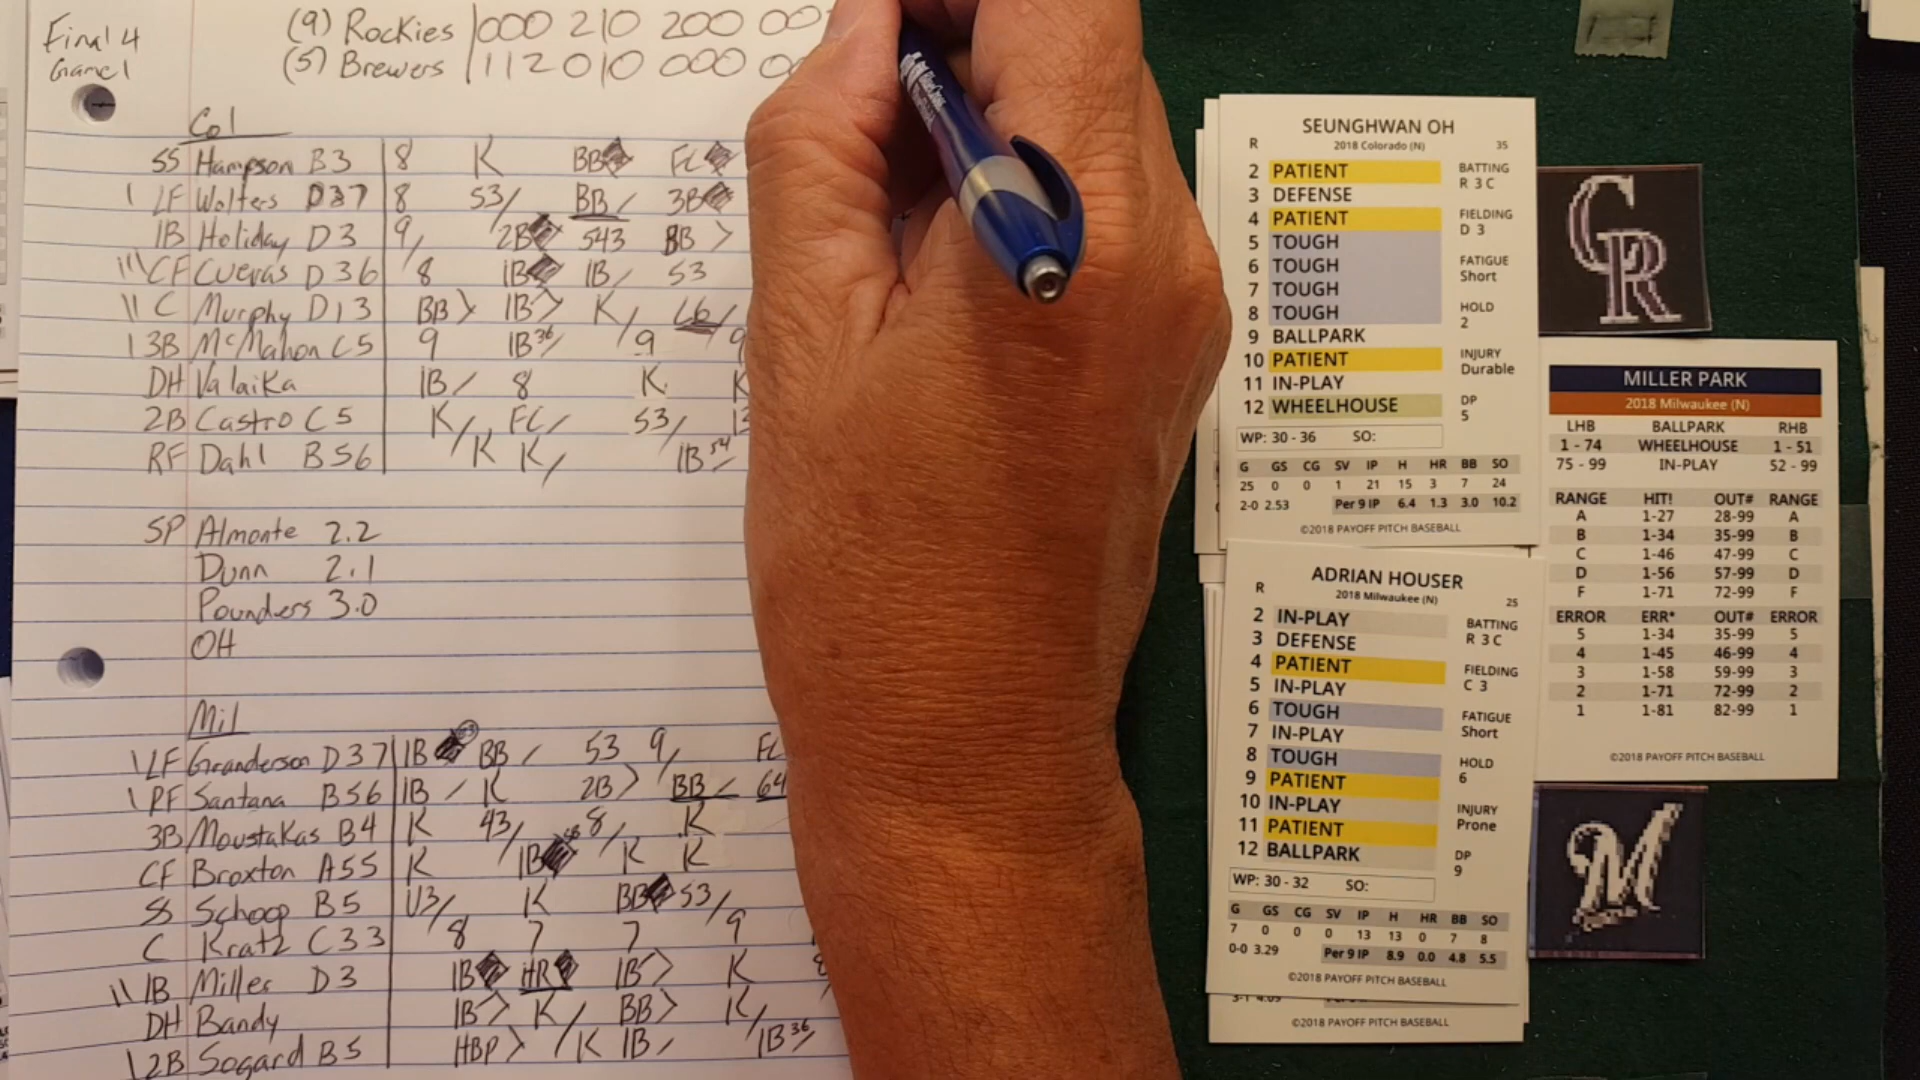 Final 4
Game 1
(9) Rockies 000 210 200 00
(5) Brewers 112 010 000 00
Col
SS Hampson B3 8 K BB FC
LF Wolters D37 8 53 BB 3B
1B Holiday D3 9 2B 543 BB
CF Cuevas D36 8 1B 1B 53
C Murphy D13 BB 1B K L6
3B McMahon C5 9 1B 36 9 9
DH Valaika 1B 8 K K
2B Castro C5 K FC 53 13
RF Dahl B56 K K 1B 54
SP Almonte 2.2
Dunn 2.1
Pounders 3.0
OH
Mil
LF Granderson D37 1B BB 53 9 FC
RF Santana B56 1B K 2B BB 64
3B Moustakas B4 K 43 8 K
CF Broxton A55 K 1B K K
SS Schoop B5 U3 K BB 53
C Kratz C33 8 7 7 9
1B Miller D3 1B HR 1B K 8
DH Bandy 1B K BB K
2B Sogard B5 HBP K 1B 1B 36
SEUNGHWAN OH
R 2018 Colorado (N) 35
2 PATIENT BATTING
R 3 C
3 DEFENSE
4 PATIENT FIELDING
D 3
5 TOUGH
6 TOUGH FATIGUE
Short
7 TOUGH
8 TOUGH HOLD
2
9 BALLPARK
10 PATIENT INJURY
Durable
11 IN-PLAY
12 WHEELHOUSE DP
5
WP: 30 - 36 SO:
G GS CG SV IP H HR BB SO
25 0 0 1 21 15 3 7 24
2-0 2.53 Per 9 IP 6.4 1.3 3.0 10.2
©2018 PAYOFF PITCH BASEBALL
MILLER PARK
2018 Milwaukee (N)
LHB BALLPARK RHB
1 - 74 WHEELHOUSE 1 - 51
75 - 99 IN-PLAY 52 - 99
RANGE HIT! OUT# RANGE
A 1-27 28-99 A
B 1-34 35-99 B
C 1-46 47-99 C
D 1-56 57-99 D
F 1-71 72-99 F
ERROR ERR* OUT# ERROR
5 1-34 35-99 5
4 1-45 46-99 4
3 1-58 59-99 3
2 1-71 72-99 2
1 1-81 82-99 1
©2018 PAYOFF PITCH BASEBALL
ADRIAN HOUSER
R 2018 Milwaukee (N) 25
2 IN-PLAY BATTING
R 3 C
3 DEFENSE
4 PATIENT FIELDING
C 3
5 IN-PLAY
6 TOUGH FATIGUE
Short
7 IN-PLAY
8 TOUGH HOLD
6
9 PATIENT
10 IN-PLAY INJURY
Prone
11 PATIENT
12 BALLPARK DP
9
WP: 30 - 32 SO:
G GS CG SV IP H HR BB SO
7 0 0 0 13 13 0 7 8
0-0 3.29 Per 9 IP 8.9 0.0 4.8 5.5
©2018 PAYOFF PITCH BASEBALL
©2018 PAYOFF PITCH BASEBALL
CR
M